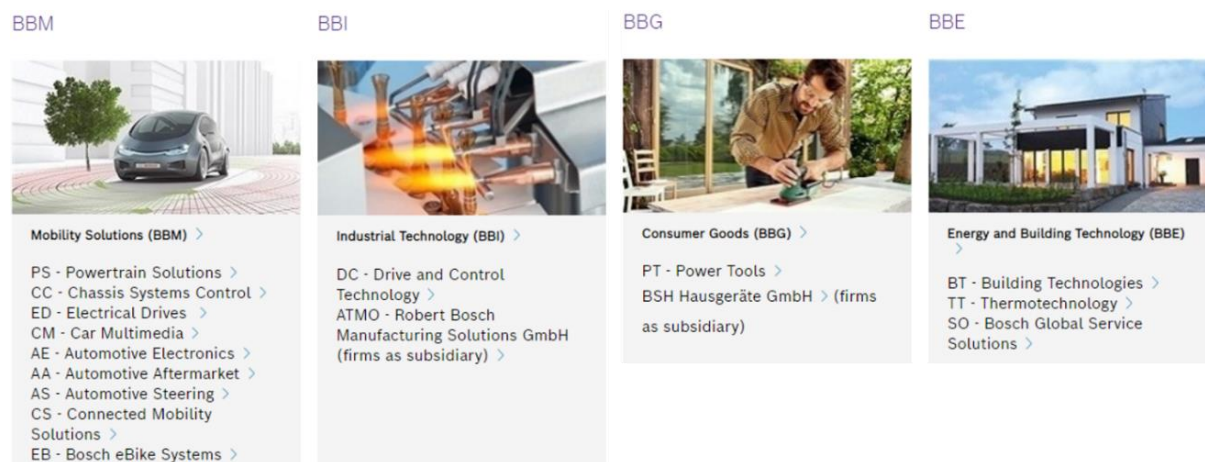 BBM
Mobility Solutions (BBM) >
PS - Powertrain Solutions >
CC - Chassis Systems Control >
ED - Electrical Drives >
CM - Car Multimedia >
AE - Automotive Electronics >
AA - Automotive Aftermarket >
AS - Automotive Steering >
CS - Connected Mobility
Solutions >
EB - Bosch eBike Systems >
BBI
Industrial Technology (BBI) >
DC - Drive and Control
Technology >
ATMO - Robert Bosch
Manufacturing Solutions GmbH
(firms as subsidiary) >
BBG
Consumer Goods (BBG) >
PT - Power Tools >
BSH Hausgeräte GmbH > (firms
as subsidiary)
BBE
Energy and Building Technology (BBE)
>
BT - Building Technologies >
TT - Thermotechnology >
SO - Bosch Global Service
Solutions >